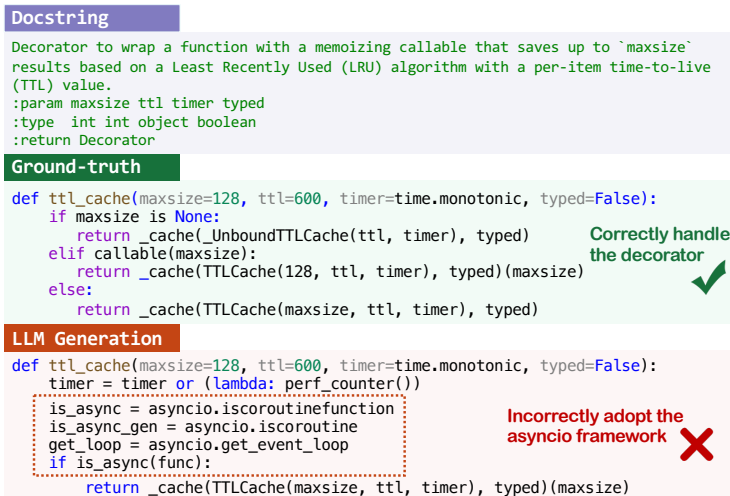 Docstring
Decorator to wrap a function with a memoizing callable that saves up to `maxsize`
results based on a Least Recently Used (LRU) algorithm with a per-item time-to-live
(TTL) value.
:param maxsize ttl timer typed
:type  int int object boolean
:return Decorator
Ground-truth
def ttl_cache(maxsize=128, ttl=600, timer=time.monotonic, typed=False):
    if maxsize is None:
        return _cache(_UnboundTTLCache(ttl, timer), typed)
    elif callable(maxsize):
        return _cache(TTLCache(128, ttl, timer), typed)(maxsize)
    else:
        return _cache(TTLCache(maxsize, ttl, timer), typed)
Correctly handle
the decorator
LLM Generation
def ttl_cache(maxsize=128, ttl=600, timer=time.monotonic, typed=False):
    timer = timer or (lambda: perf_counter())
    is_async = asyncio.iscoroutinefunction
    is_async_gen = asyncio.iscoroutine
    get_loop = asyncio.get_event_loop
    if is_async(func):
        return _cache(TTLCache(maxsize, ttl, timer), typed)(maxsize)
Incorrectly adopt the
asyncio framework